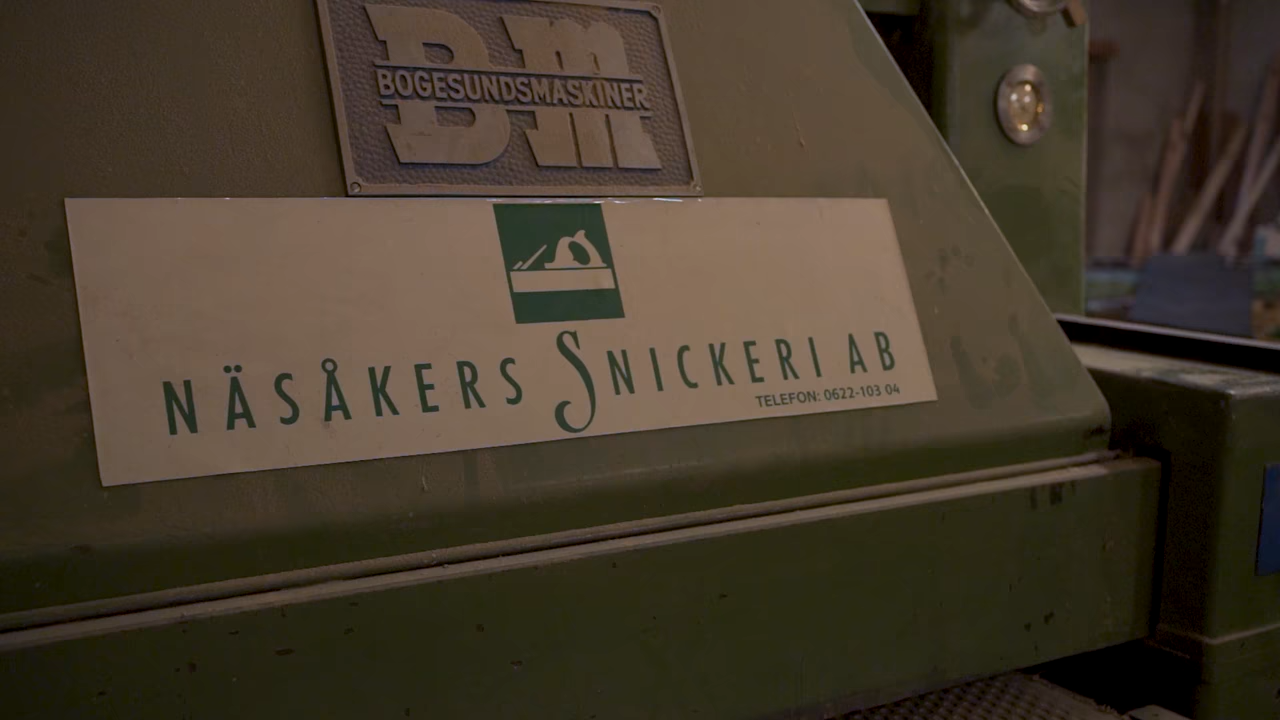 BM
BOGESUNDSMASKINER
NÄSÅKERS SNICKERI AB
TELEFON: 0622-103 04